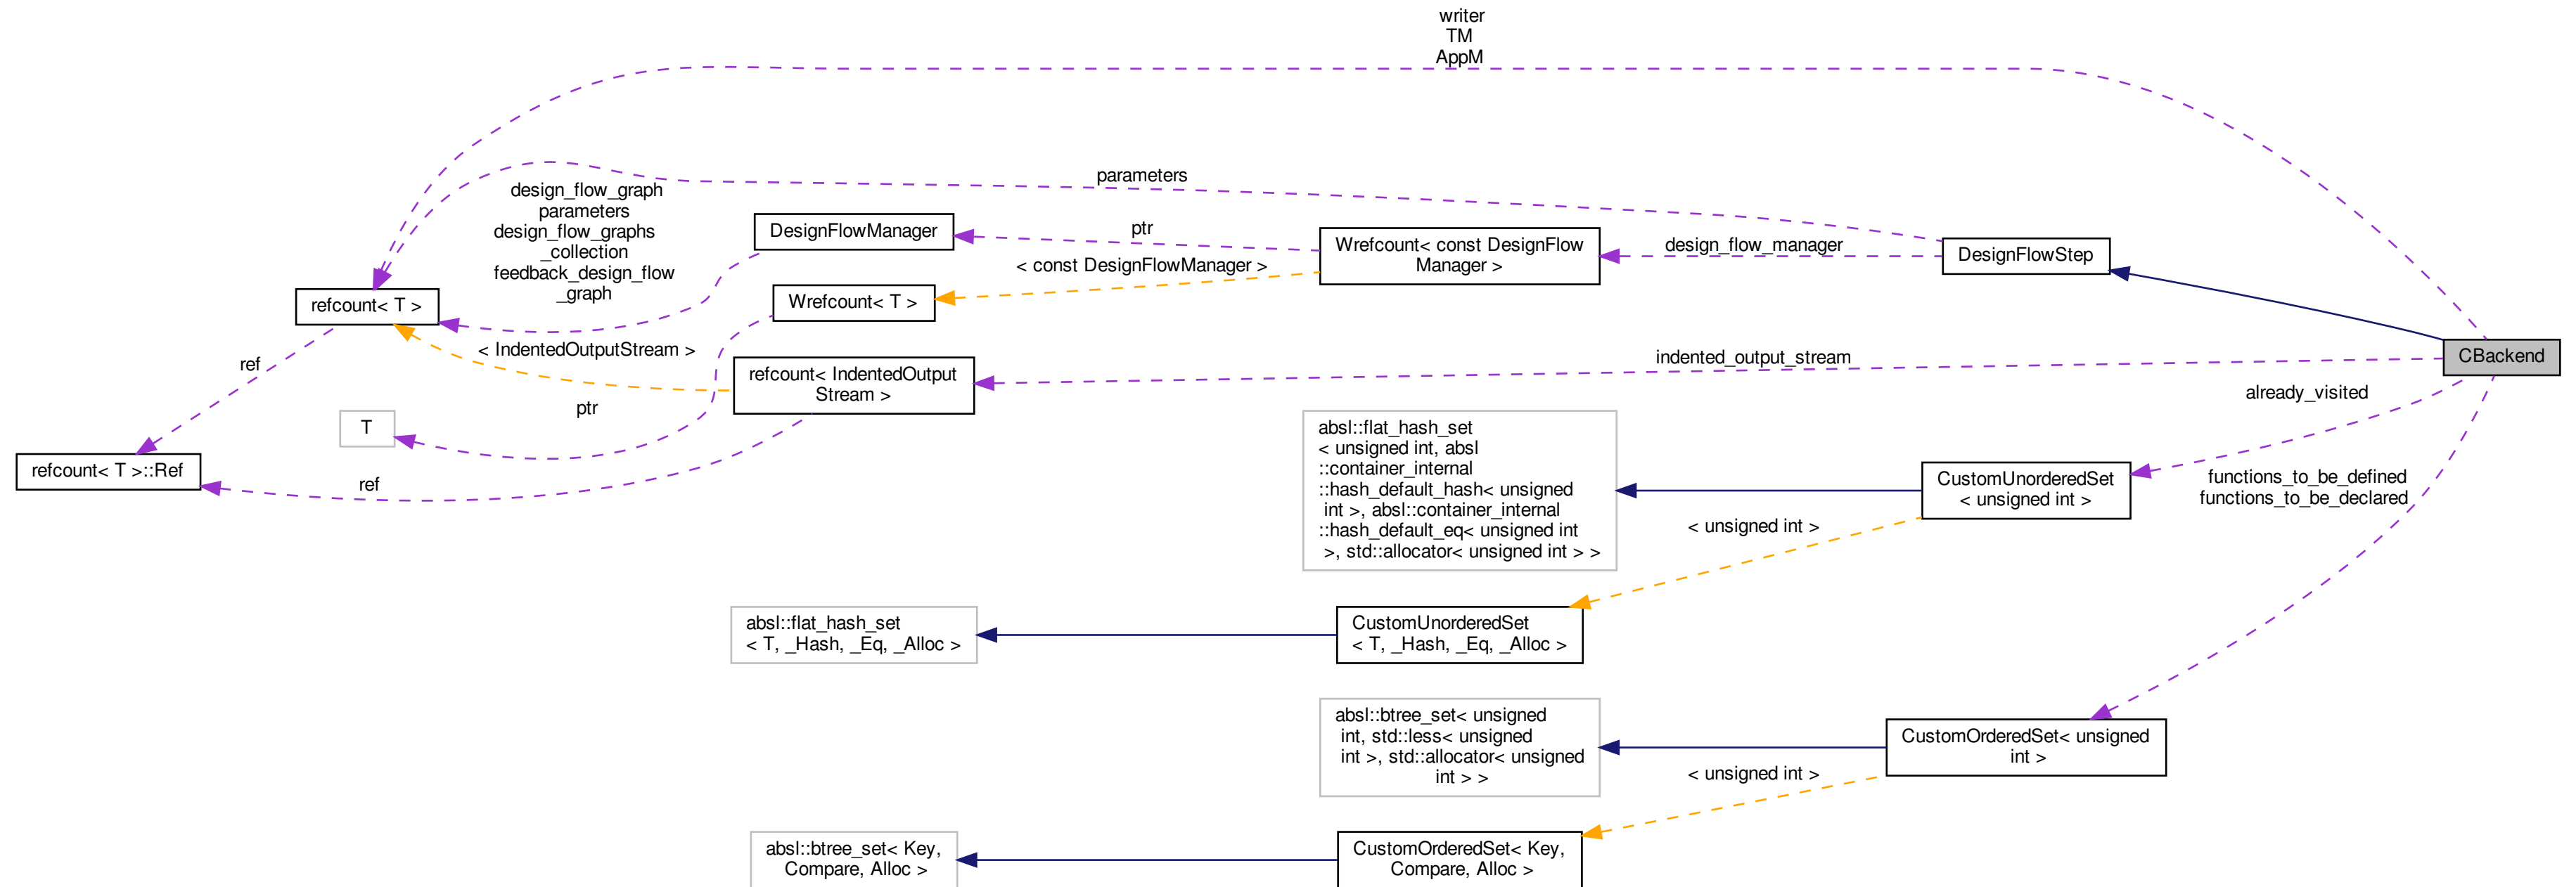 writer
TM
AppM
parameters
design_flow_graph
parameters
design_flow_graphs
_collection
feedback_design_flow
_graph
DesignFlowManager
ptr
Wrefcount< const DesignFlow
Manager >
design_flow_manager
DesignFlowStep
< const DesignFlowManager >
Wrefcount< T >
refcount< T >
< IndentedOutputStream >
ref
refcount< IndentedOutput
Stream >
indented_output_stream
CBackend
ptr
T
already_visited
refcount< T >::Ref
ref
absl::flat_hash_set
< unsigned int, absl
::container_internal
::hash_default_hash< unsigned
int >, absl::container_internal
::hash_default_eq< unsigned int
>, std::allocator< unsigned int > >
CustomUnorderedSet
< unsigned int >
functions_to_be_defined
functions_to_be_declared
< unsigned int >
absl::flat_hash_set
< T, _Hash, _Eq, _Alloc >
CustomUnorderedSet
< T, _Hash, _Eq, _Alloc >
absl::btree_set< unsigned
int, std::less< unsigned
int >, std::allocator< unsigned
int > >
CustomOrderedSet< unsigned
int >
< unsigned int >
absl::btree_set< Key,
Compare, Alloc >
CustomOrderedSet< Key,
Compare, Alloc >